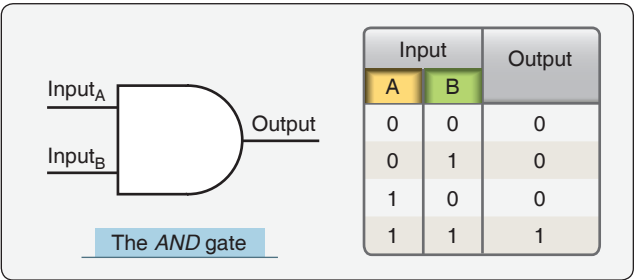 Input_A
Input_B
Output
The AND gate
Input Output
A B
0 0 0
0 1 0
1 0 0
1 1 1